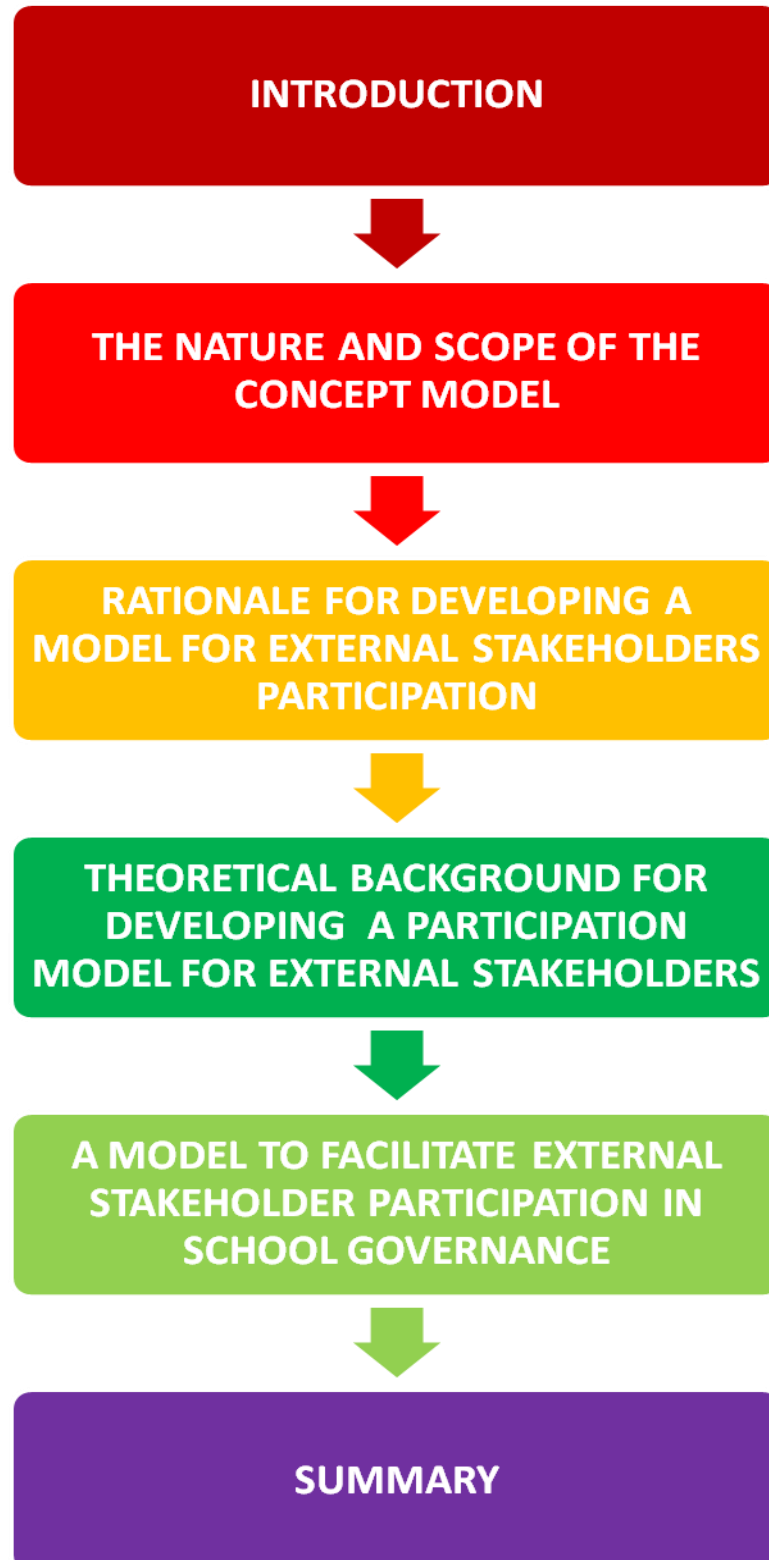 INTRODUCTION
THE NATURE AND SCOPE OF THE
CONCEPT MODEL
RATIONALE FOR DEVELOPING A
MODEL FOR EXTERNAL STAKEHOLDERS
PARTICIPATION
THEORETICAL BACKGROUND FOR
DEVELOPING A PARTICIPATION
MODEL FOR EXTERNAL STAKEHOLDERS
A MODEL TO FACILITATE EXTERNAL
STAKEHOLDER PARTICIPATION IN
SCHOOL GOVERNANCE
SUMMARY